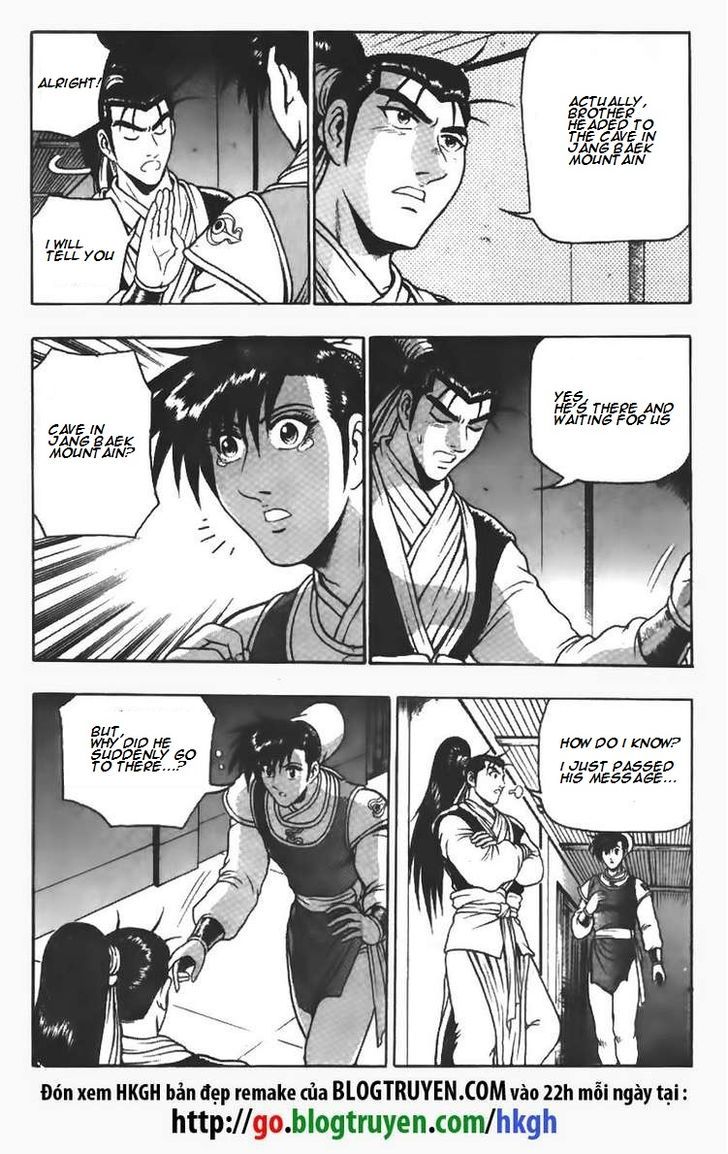 ALRIGHT!
I WILL
TELL YOU
ACTUALLY,
BROTHER
HEADED TO
THE CAVE IN
JANG BAEK
MOUNTAIN
CAVE IN
JANG BAEK
MOUNTAIN?
YES,
HE'S THERE AND
WAITING FOR US
BUT,
WHY DID HE
SUDDENLY GO
TO THERE...?
HOW DO I KNOW?
I JUST PASSED
HIS MESSAGE...
Đón xem HKGH bản đẹp remake của BLOGTRUYEN.COM vào 22h mỗi ngày tại :
http://go.blogtruyen.com/hkgh